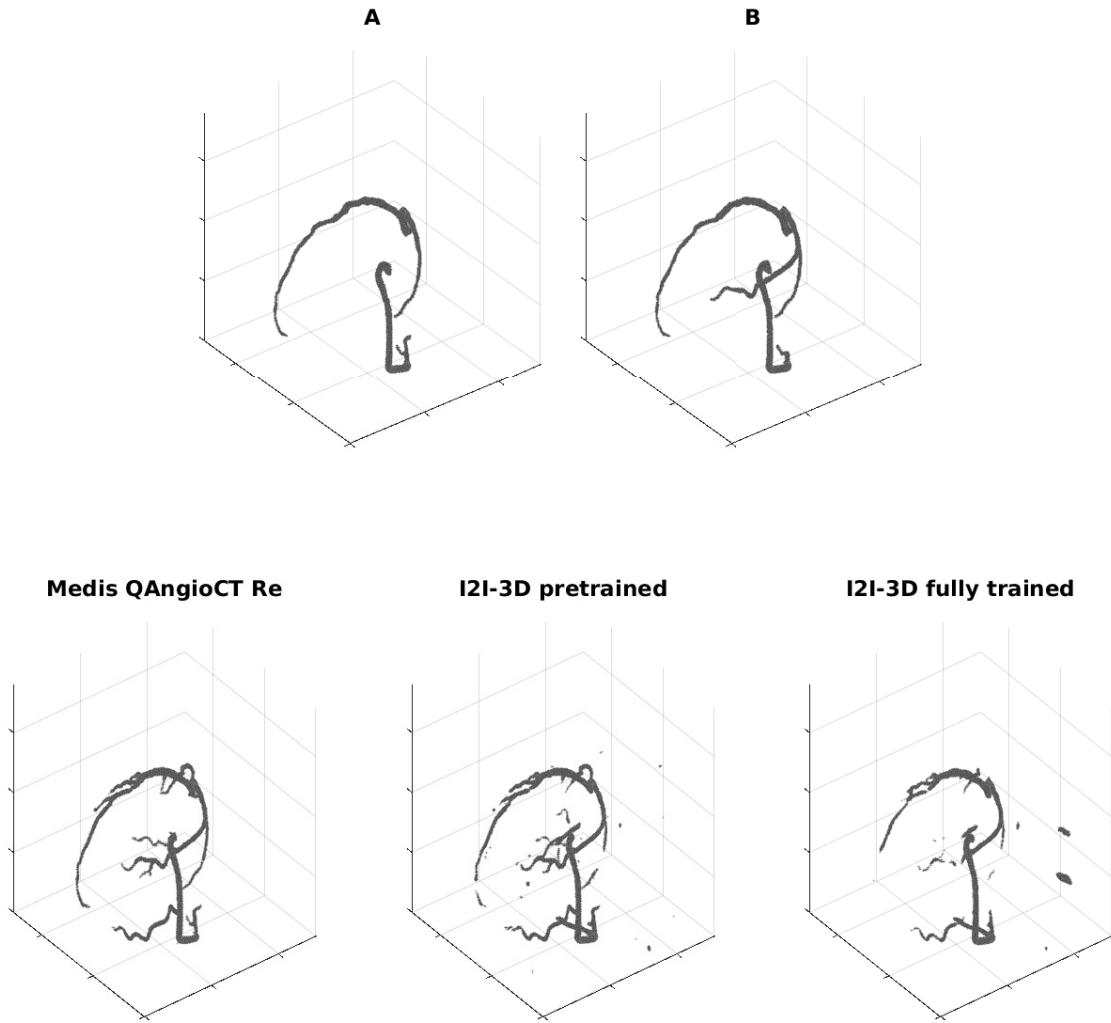 A
B
Medis QAngioCT Re
I2I-3D pretrained
I2I-3D fully trained